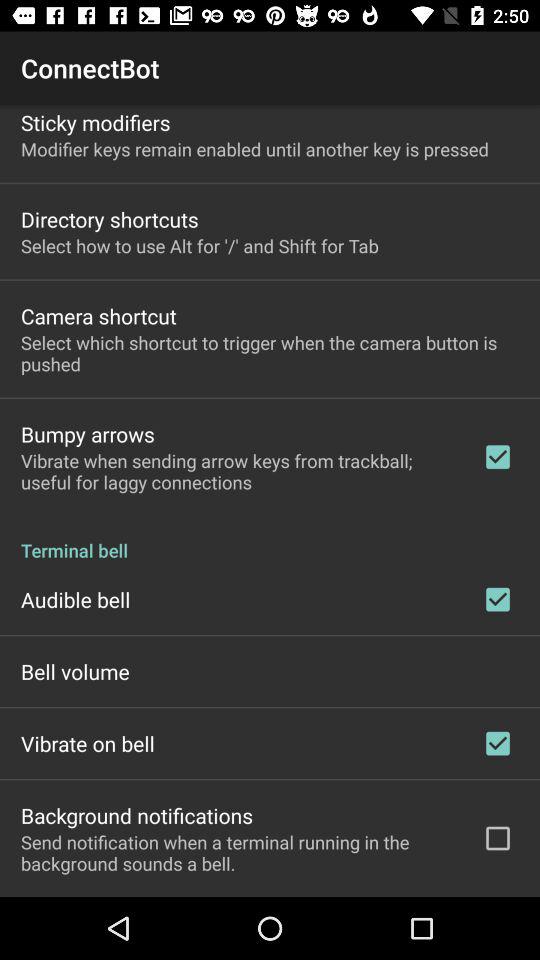 2:50
ConnectBot
Sticky modifiers
Modifier keys remain enabled until another key is pressed
Directory shortcuts
Select how to use Alt for '/' and Shift for Tab
Camera shortcut
Select which shortcut to trigger when the camera button is
pushed
Bumpy arrows
Vibrate when sending arrow keys from trackball;
useful for laggy connections
Terminal bell
Audible bell
Bell volume
Vibrate on bell
Background notifications
Send notification when a terminal running in the
background sounds a bell.